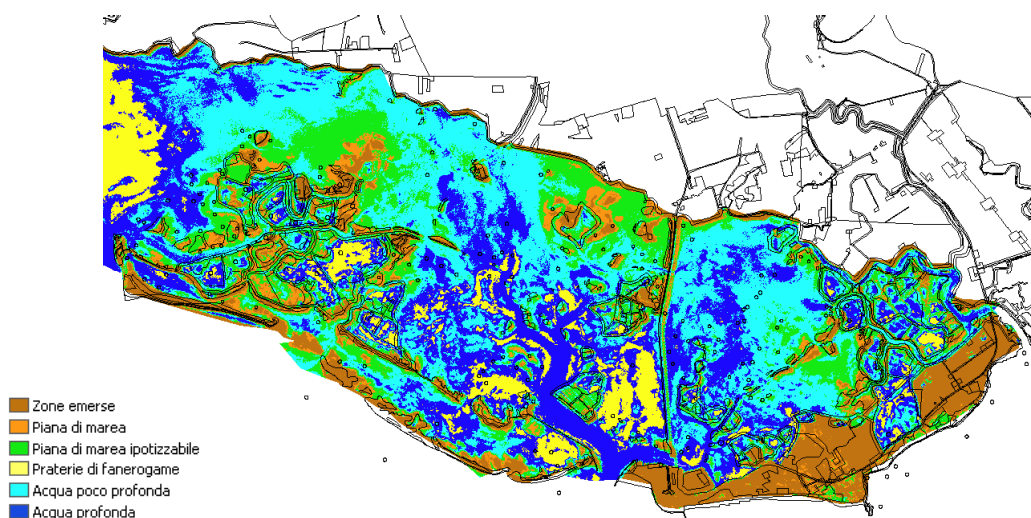 Zone emerse
Piana di marea
Piana di marea ipotizzabile
Praterie di fanerogame
Acqua poco profonda
Acqua profonda